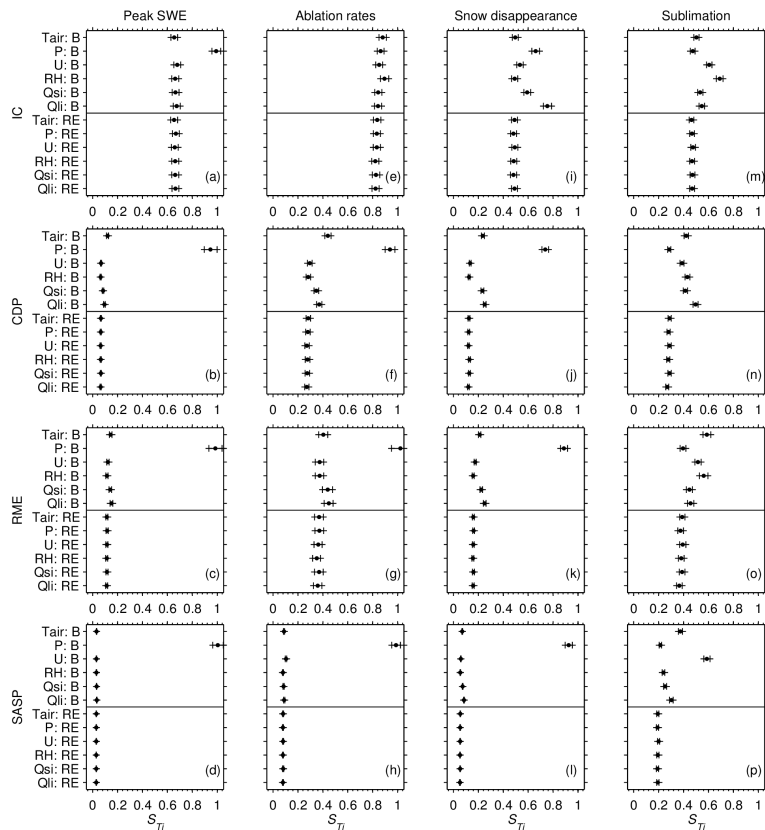 Peak SWE Ablation rates Snow disappearance Sublimation
IC
Tair: B
P: B
U: B
RH: B
Qsi: B
Qli: B
Tair: RE
P: RE
U: RE
RH: RE
Qsi: RE
Qli: RE
(a) (e) (i) (m)
0 0.2 0.4 0.6 0.8 1 0 0.2 0.4 0.6 0.8 1 0 0.2 0.4 0.6 0.8 1 0 0.2 0.4 0.6 0.8 1
CDP
Tair: B
P: B
U: B
RH: B
Qsi: B
Qli: B
Tair: RE
P: RE
U: RE
RH: RE
Qsi: RE
Qli: RE
(b) (f) (j) (n)
0 0.2 0.4 0.6 0.8 1 0 0.2 0.4 0.6 0.8 1 0 0.2 0.4 0.6 0.8 1 0 0.2 0.4 0.6 0.8 1
RME
Tair: B
P: B
U: B
RH: B
Qsi: B
Qli: B
Tair: RE
P: RE
U: RE
RH: RE
Qsi: RE
Qli: RE
(c) (g) (k) (o)
0 0.2 0.4 0.6 0.8 1 0 0.2 0.4 0.6 0.8 1 0 0.2 0.4 0.6 0.8 1 0 0.2 0.4 0.6 0.8 1
SASP
Tair: B
P: B
U: B
RH: B
Qsi: B
Qli: B
Tair: RE
P: RE
U: RE
RH: RE
Qsi: RE
Qli: RE
(d) (h) (l) (p)
0 0.2 0.4 0.6 0.8 1 0 0.2 0.4 0.6 0.8 1 0 0.2 0.4 0.6 0.8 1 0 0.2 0.4 0.6 0.8 1
S_Ti S_Ti S_Ti S_Ti